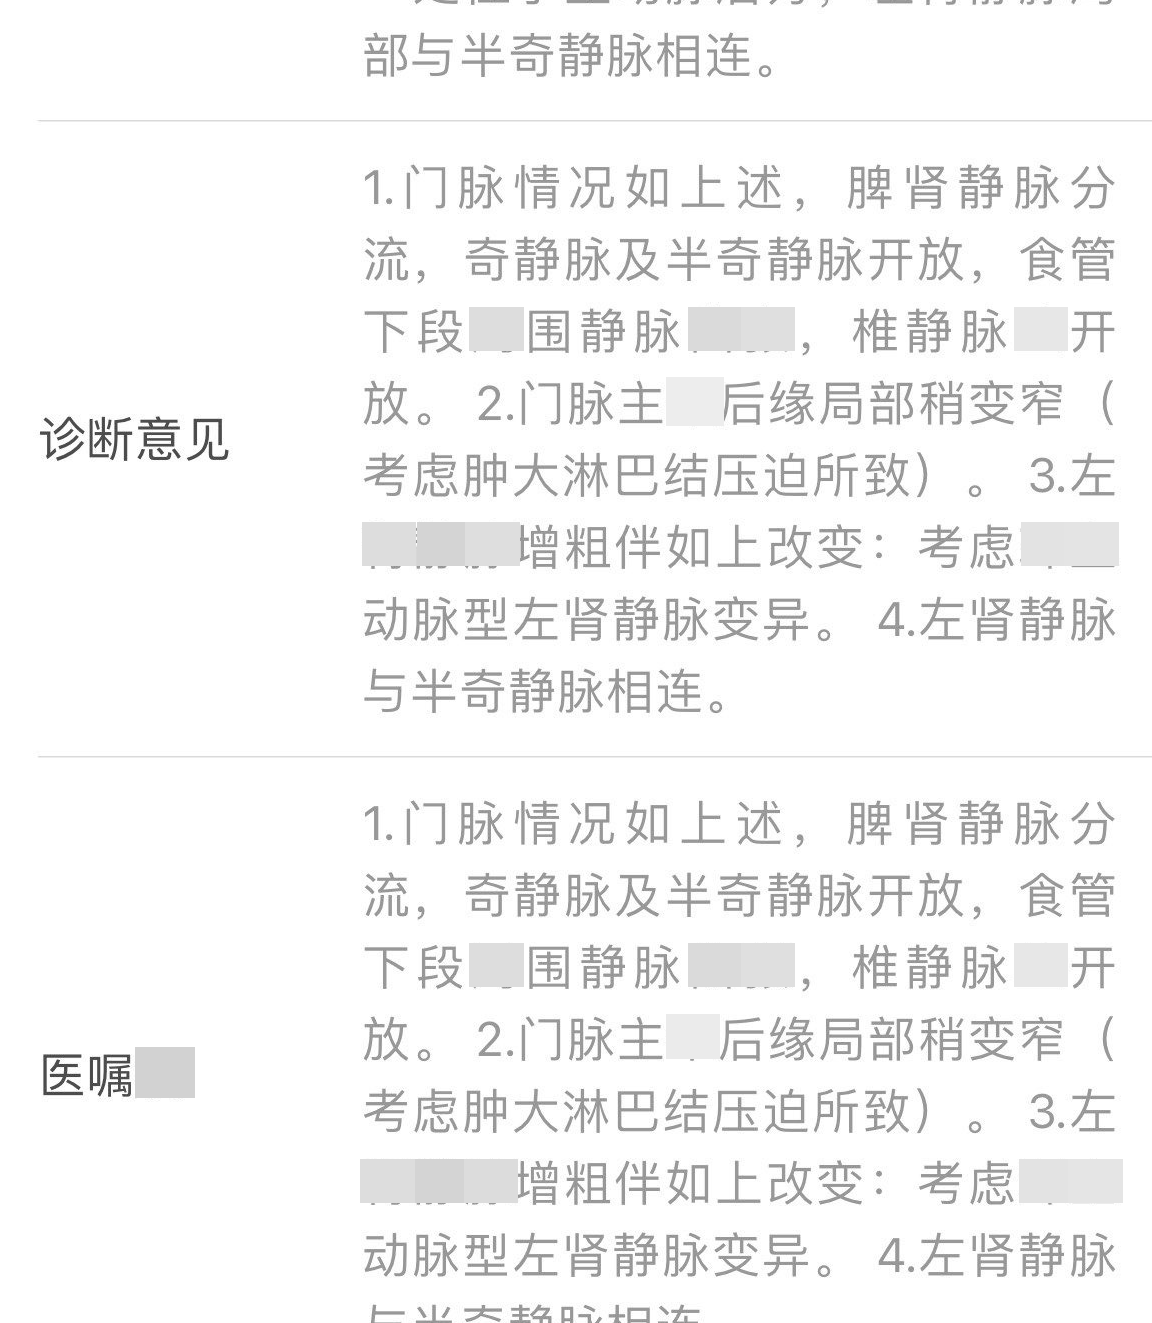 部与半奇静脉相连。
诊断意见
1.门脉情况如上述，脾肾静脉分
流，奇静脉及半奇静脉开放，食管
下段围静脉，椎静脉开
放。 2.门脉主后缘局部稍变窄（
考虑肿大淋巴结压迫所致）。 3.左
增粗伴如上改变：考虑
动脉型左肾静脉变异。 4.左肾静脉
与半奇静脉相连。
医嘱
1.门脉情况如上述，脾肾静脉分
流，奇静脉及半奇静脉开放，食管
下段围静脉，椎静脉开
放。 2.门脉主后缘局部稍变窄（
考虑肿大淋巴结压迫所致）。 3.左
增粗伴如上改变：考虑
动脉型左肾静脉变异。 4.左肾静脉
与半奇静脉相连